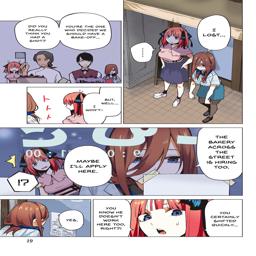 DID YOU
REALLY
THINK YOU
HAD A
SHOT?
YOU'RE THE ONE
WHO DECIDED WE
SHOULD HAVE A
BAKE-OFF...
I
LOST...
...
BUT,
WELL...
I
WON'T!
THE
BAKERY
ACROSS
THE
STREET
IS HIRING
TOO.
MAYBE
I'LL APPLY
HERE.
!?
YES.
YOU
KNOW HE
DOESN'T
WORK HERE
TOO,
RIGHT?!
YOU
CERTAINLY
SHIFTED
QUICKLY...
19